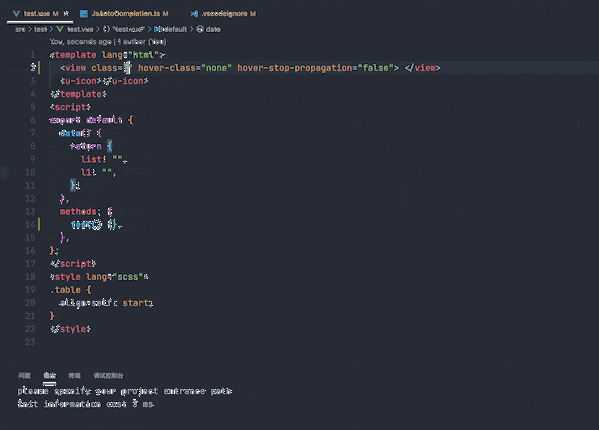 test.vue M JsAutoCompletion.ts M .vscodeignore M
src > test > test.vue > {} "test.vue" > default > data
You, seconds ago | 1 author (You)
1 <template lang="html">
2 <view class="" hover-class="none" hover-stop-propagation="false"> </view>
3 <u-icon></u-icon>
4 </template>
5 <script>
6 export default {
7 data() {
8 return {
9 list: "",
10 li: "",
11 };
12 },
13 methods: {
14 {},
15 },
16 };
17 </script>
18 <style lang="scss">
19 .table {
20 align-self: start;
21 }
22 </style>
23
问题 输出 终端 调试控制台
please specify your project entrance path
init information cost ms